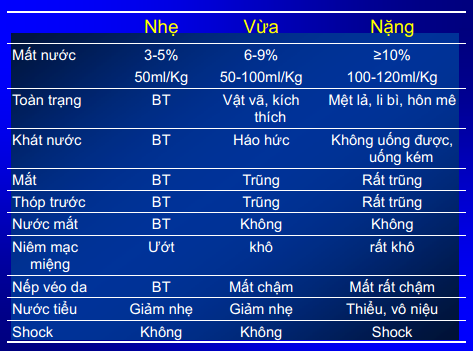 Nhẹ Vừa Nặng
Mất nước 3-5% 6-9% ≥10%
50ml/Kg 50-100ml/Kg 100-120ml/Kg
Toàn trạng BT Vật vã, kích thích Mệt lả, li bì, hôn mê
Khát nước BT Háo hức Không uống được, uống kém
Mắt BT Trũng Rất trũng
Thóp trước BT Trũng Rất trũng
Nước mắt BT Không Không
Niêm mạc miệng Ướt khô rất khô
Nếp véo da BT Mất chậm Mất rất chậm
Nước tiểu Giảm nhẹ Giảm nhẹ Thiểu, vô niệu
Shock Không Không Shock